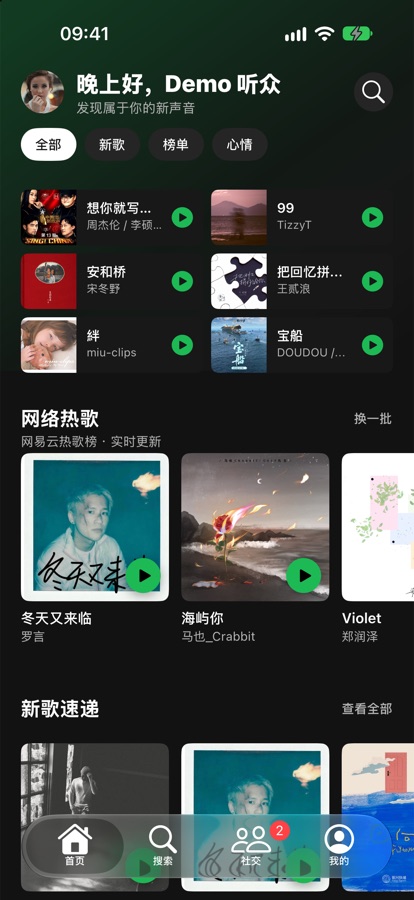 09:41
晚上好，Demo 听众
发现属于你的新声音
全部
新歌
榜单
心情
想你就写...
周杰伦 / 李硕...
99
TizzyT
安和桥
宋冬野
把回忆拼...
王贰浪
絆
miu-clips
宝船
DOUDOU /...
网络热歌
换一批
网易云热歌榜 · 实时更新
冬天又来
冬天又来临
罗言
海屿你
马也_Crabbit
Violet
郑润泽
新歌速递
查看全部
2
首页
搜索
社交
我的